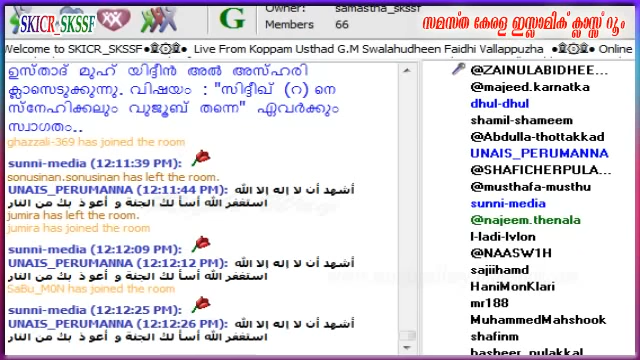 SKICR_SKSSF
G
Owner: samastha_skssf
Members 66
സമസ്ത കേരള ഇസ്ലാമിക് ക്ലാസ്സ് റൂം
Welcome to SKICR_SKSSF●۩۞۩● Live From Koppam Usthad G.M Swalahudheen Faidhi Vallappuzha ●۩۞۩● Online
ഉസ്താദ് മുഹ് യിദ്ദീൻ അൽ അസ്ഹരി
ക്ലാസെടുക്കുന്നു. വിഷയം : "സിദ്ദീഖ് (റ) നെ
സ്നേഹിക്കലും വുജൂബ് തന്നെ" ഏവർക്കും
സ്വാഗതം..
ghazzali-369 has joined the room
sunni-media (12:11:39 PM):
sonusinan.sonusinan has left the room.
UNAIS_PERUMANNA (12:11:44 PM): أشهد أن لا إله إلا الله
استغفر الله أسأ لك الجنة و أعوذ بك من النار
jumira has left the room.
jumira has joined the room
sunni-media (12:12:09 PM):
UNAIS_PERUMANNA (12:12:12 PM): أشهد أن لا إله إلا الله
استغفر الله أسأ لك الجنة و أعوذ بك من النار
SaBu_M0N has joined the room
sunni-media (12:12:25 PM):
UNAIS_PERUMANNA (12:12:26 PM): أشهد أن لا إله إلا الله
استغفر الله أسأ لك الجنة و أعوذ بك من النار
@ZAINULABIDHEE...
@majeed.karnatka
dhul-dhul
shamil-shameem
@Abdulla-thottakkad
UNAIS_PERUMANNA
@SHAFICHERPULA...
@musthafa-musthu
sunni-media
@najeem.thenala
I-ladi-lvlon
@NAASW1H
sajiihamd
HaniMonKlari
mr188
MuhammedMahshook
shafinm
basheer_pulakkal